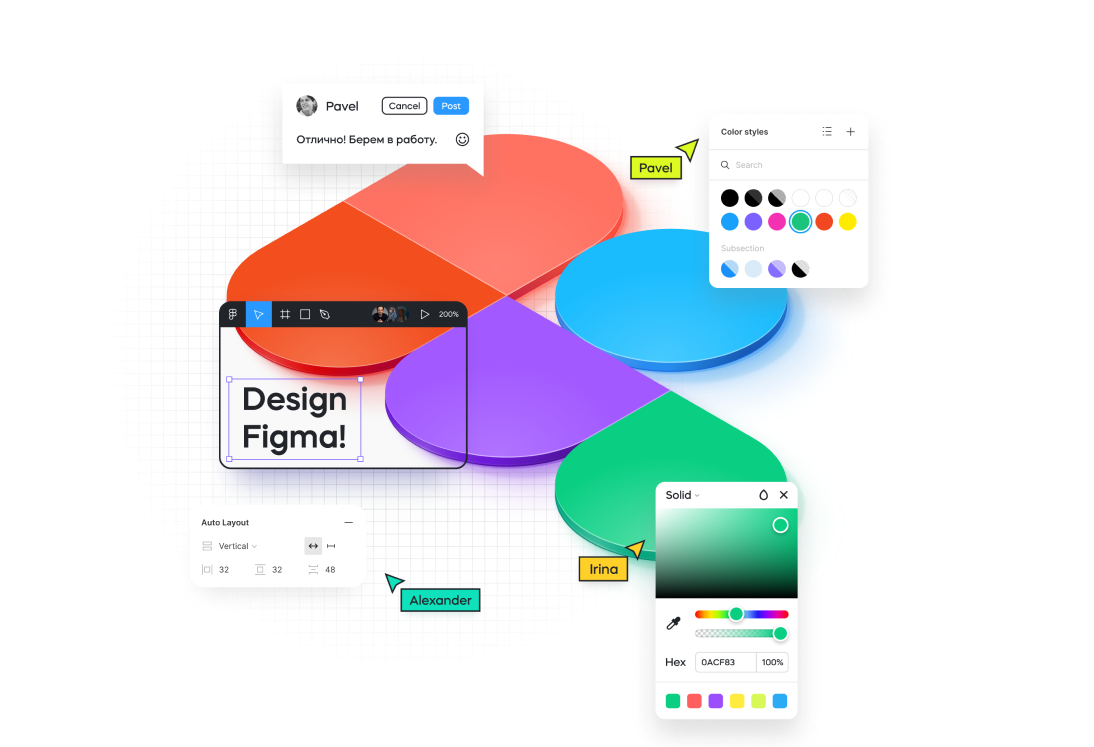 Pavel
Cancel
Post
Отлично! Берем в работу.
Pavel
Color styles
Search
Subsection
200%
Design
Figma!
Auto Layout
Vertical
32
32
48
Alexander
Irina
Solid
Hex
0ACF83
100%